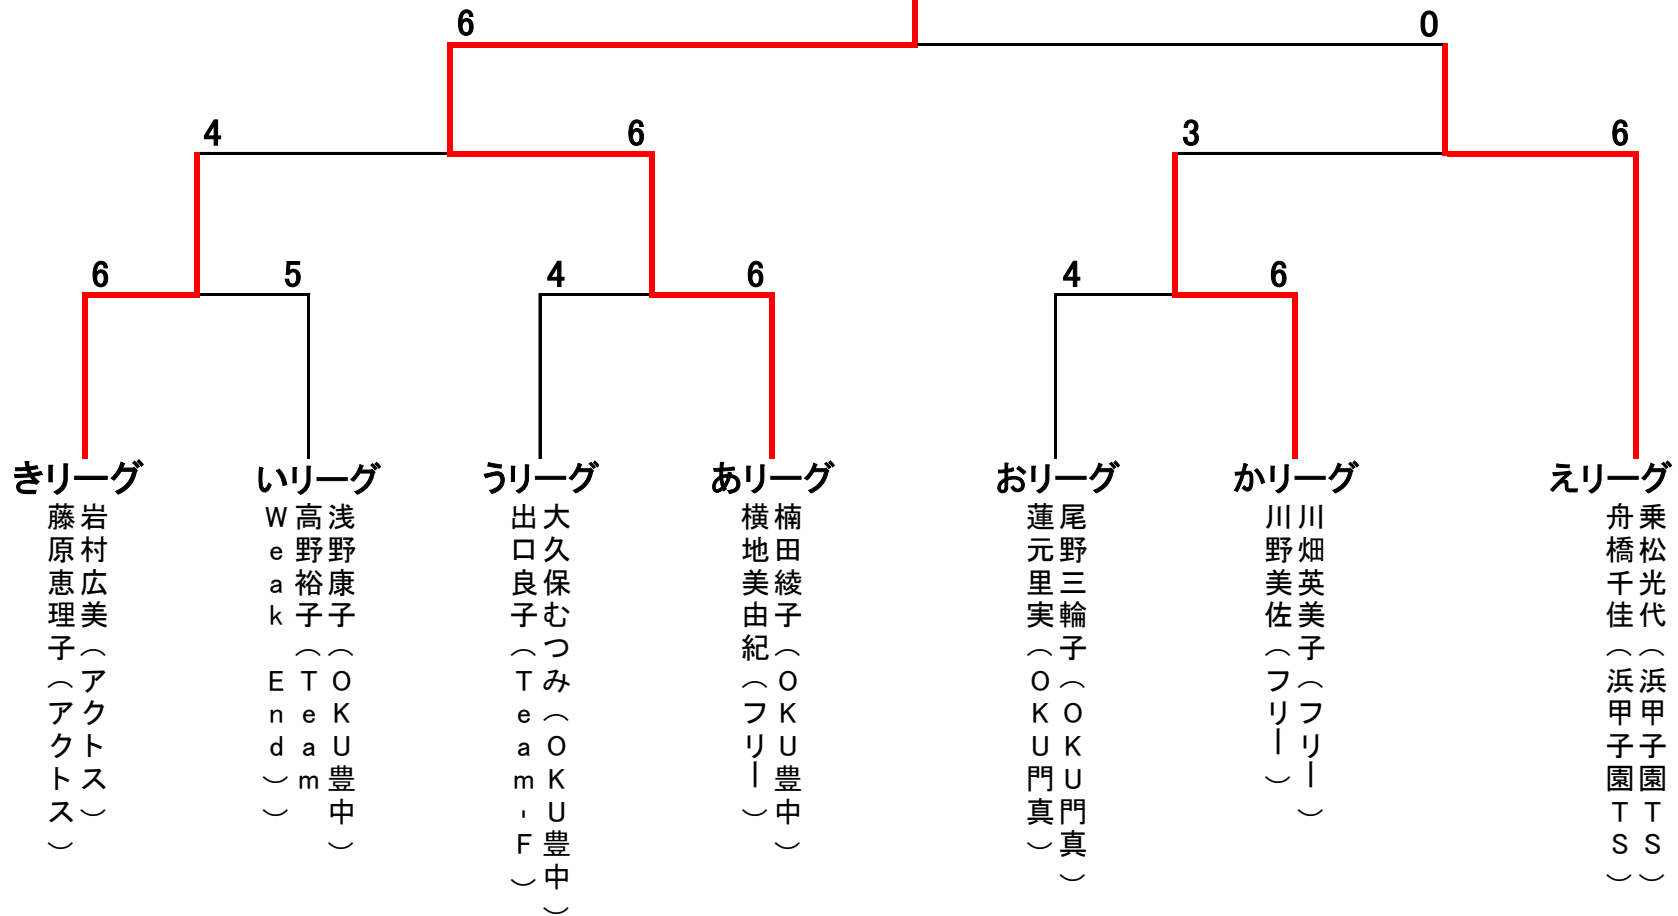 6
0
4
6
3
6
6
5
4
6
4
6
きリーグ
いリーグ
うリーグ
あリーグ
おリーグ
かリーグ
えリーグ
岩村広美（アクトス）
藤原恵理子（アクトス）
浅野康子（OKU豊中）
高野裕子（Team
Weak End）
大久保むつみ（OKU豊中）
出口良子（Team-F）
楠田綾子（OKU豊中）
横地美由紀（フリー）
尾野三輪子（OKU門真）
蓮元里実（OKU門真）
川畑英美子（フリー）
川野美佐（フリー）
乗松光代（浜甲子園TS）
舟橋千佳（浜甲子園TS）